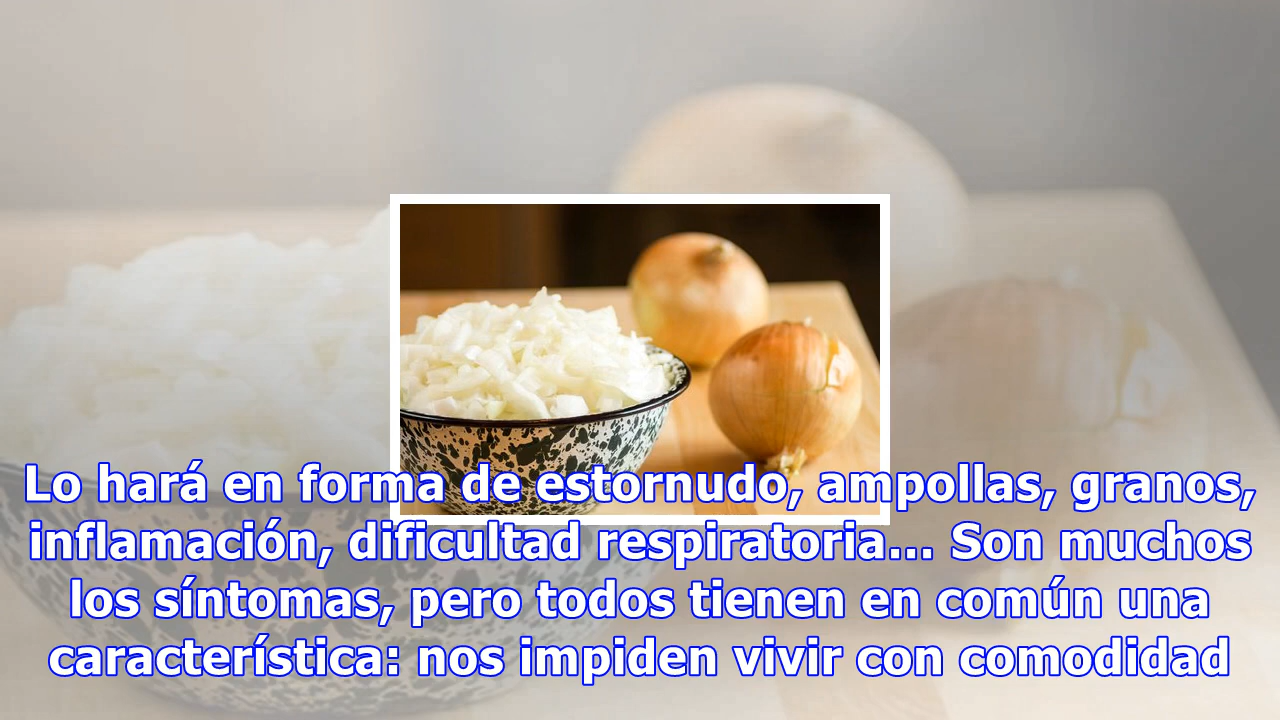 Lo hará en forma de estornudo, ampollas, granos,
inflamación, dificultad respiratoria... Son muchos
los síntomas, pero todos tienen en común una
característica: nos impiden vivir con comodidad